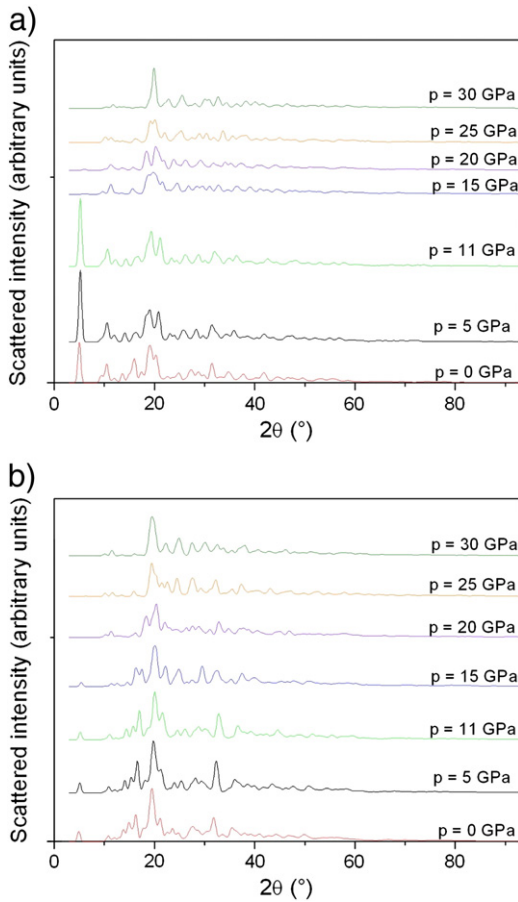 a)
Scattered intensity (arbitrary units)
p = 30 GPa
p = 25 GPa
p = 20 GPa
p = 15 GPa
p = 11 GPa
p = 5 GPa
p = 0 GPa
0 20 40 60 80
2θ (°)
b)
Scattered intensity (arbitrary units)
p = 30 GPa
p = 25 GPa
p = 20 GPa
p = 15 GPa
p = 11 GPa
p = 5 GPa
p = 0 GPa
0 20 40 60 80
2θ (°)